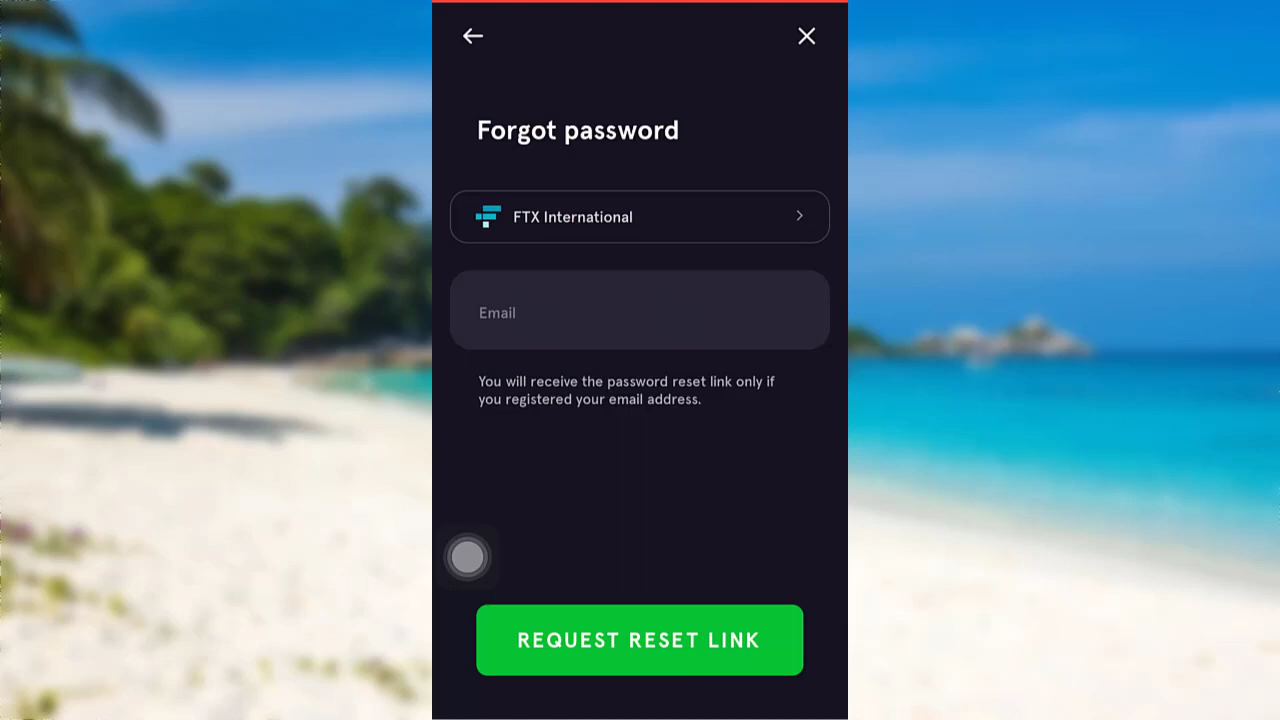 Forgot password
FTX International
Email
You will receive the password reset link only if
you registered your email address.
REQUEST RESET LINK